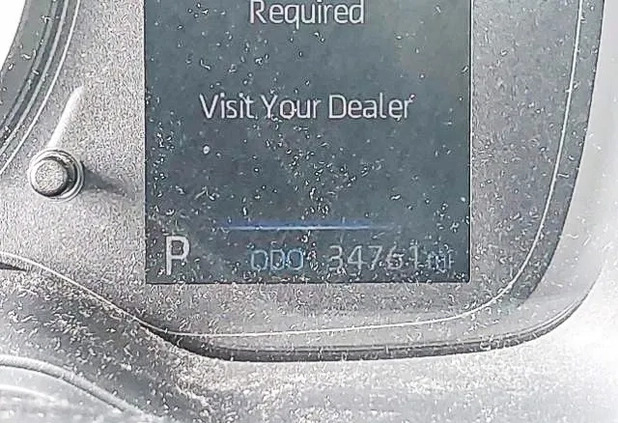 Required
Visit Your Dealer
P ODO 34761 mi